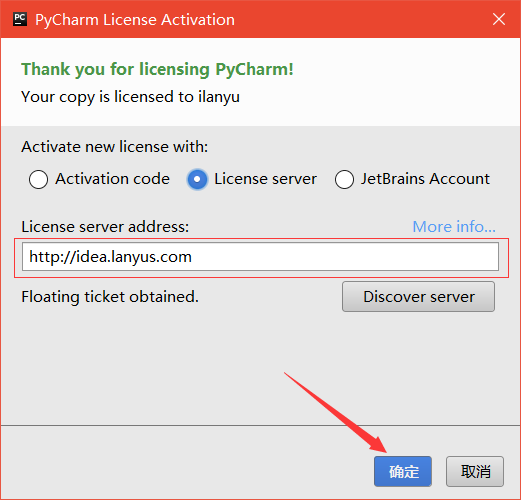 PC PyCharm License Activation
Thank you for licensing PyCharm!
Your copy is licensed to ilanyu
Activate new license with:
Activation code License server JetBrains Account
License server address: More info...
http://idea.lanyus.com
Floating ticket obtained. Discover server
确定 取消